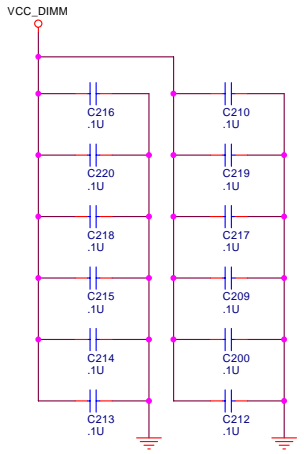 VCC_DIMM
C216
.1U
C210
.1U
C220
.1U
C219
.1U
C218
.1U
C217
.1U
C215
.1U
C209
.1U
C214
.1U
C200
.1U
C213
.1U
C212
.1U